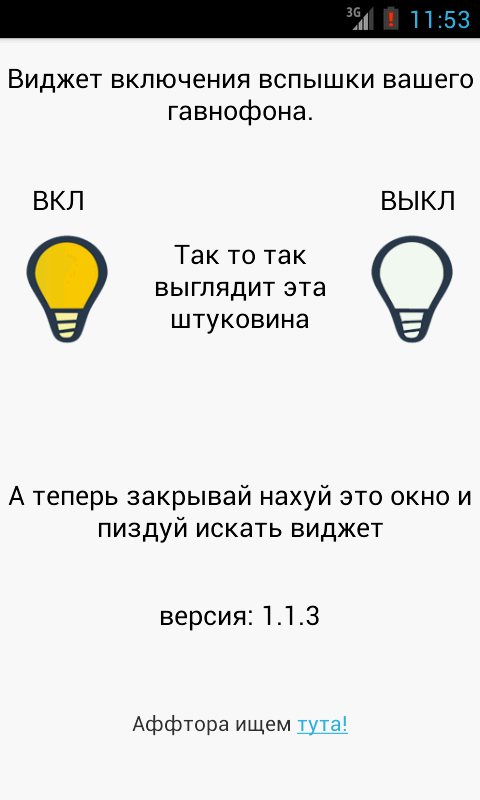 3G 11:53
Виджет включения вспышки вашего
гавнофона.
ВКЛ ВЫКЛ
Так то так
выглядит эта
штуковина
А теперь закрывай нахуй это окно и
пиздуй искать виджет
версия: 1.1.3
Аффтора ищем тута!